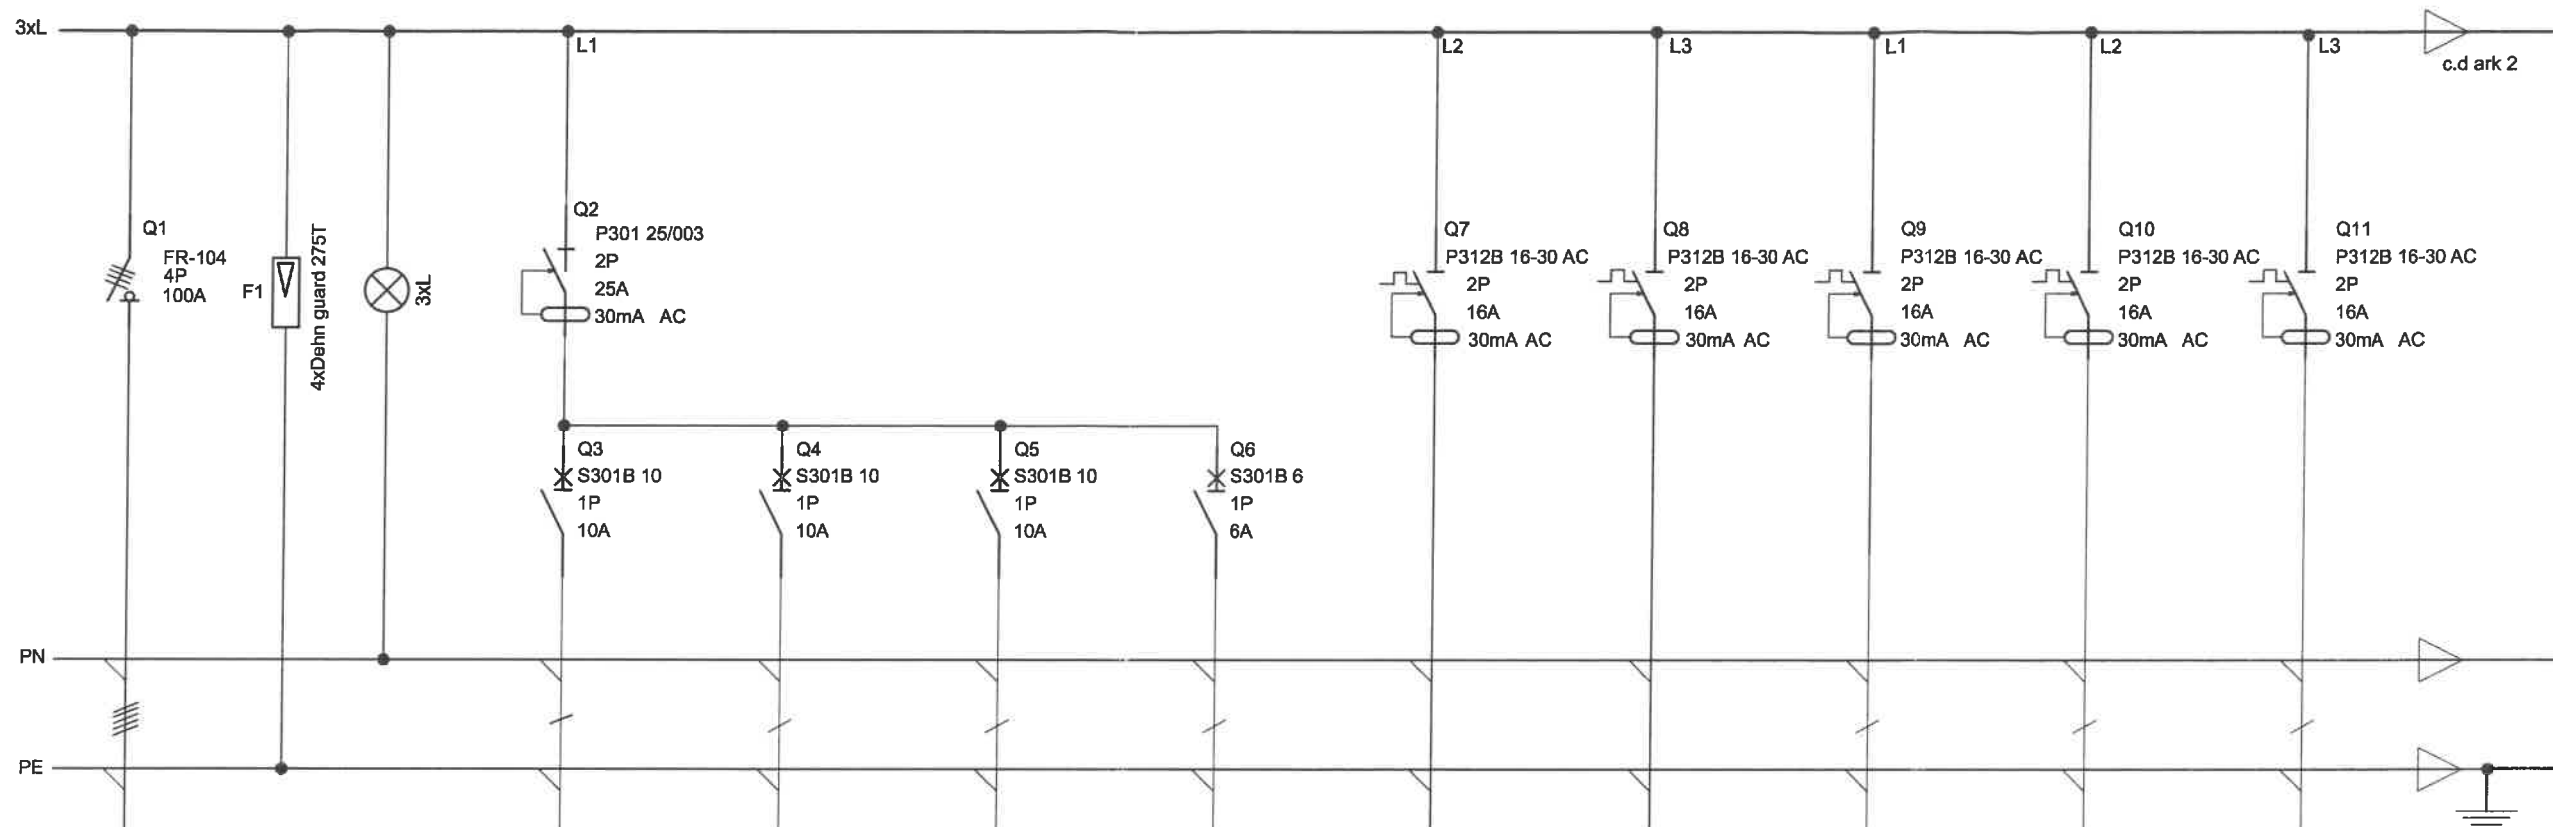 3xL
L1
L2
L3
L1
L2
L3
c.d ark 2
Q1
FR-104
4P
100A
F1
4xDehn guard 275T
3xL
Q2
P301 25/003
2P
25A
30mA AC
Q3
S301B 10
1P
10A
Q4
S301B 10
1P
10A
Q5
S301B 10
1P
10A
Q6
S301B 6
1P
6A
Q7
P312B 16-30 AC
2P
16A
30mA AC
Q8
P312B 16-30 AC
2P
16A
30mA AC
Q9
P312B 16-30 AC
2P
16A
30mA AC
Q10
P312B 16-30 AC
2P
16A
30mA AC
Q11
P312B 16-30 AC
2P
16A
30mA AC
PN
PE